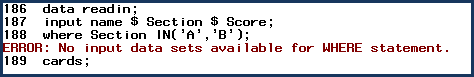 186  data readin;
187  input name $ Section $ Score;
188  where Section IN('A','B');
ERROR: No input data sets available for WHERE statement.
189  cards;